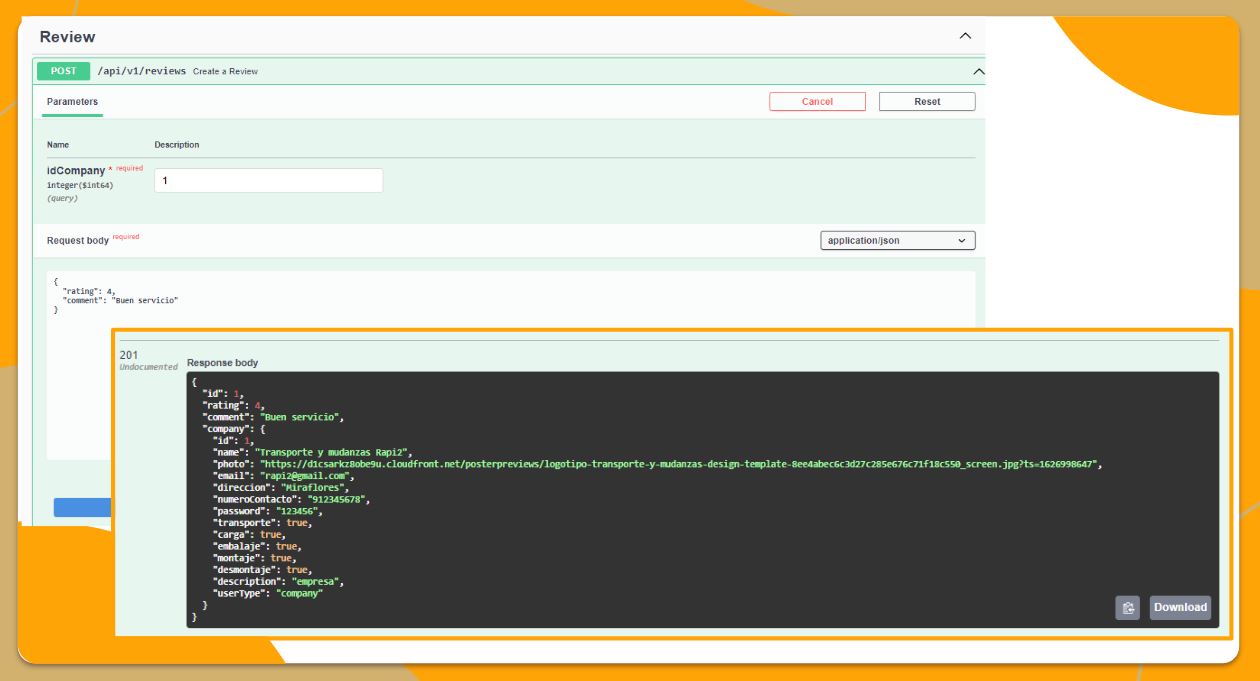 Review
POST /api/v1/reviews Create a Review
Parameters
Cancel
Reset
Name Description
idCompany * required
integer($int64)
(query)
1
Request body required
application/json
{
"rating": 4,
"comment": "Buen servicio"
}
201
Undocumented
Response body
{
"id": 1,
"rating": 4,
"comment": "Buen servicio",
"company": {
"id": 1,
"name": "Transporte y mudanzas Rapi2",
"photo": "https://d1csarkz8obe9u.cloudfront.net/posterpreviews/logotipo-transporte-y-mudanzas-design-template-8ee4abec6c3d27c285e676c71f18c550_screen.jpg?ts=1626998647",
"email": "rapi2@gmail.com",
"direccion": "Miraflores",
"numeroContacto": "912345678",
"password": "123456",
"transporte": true,
"carga": true,
"embalaje": true,
"montaje": true,
"desmontaje": true,
"description": "empresa",
"userType": "company"
}
}
Download